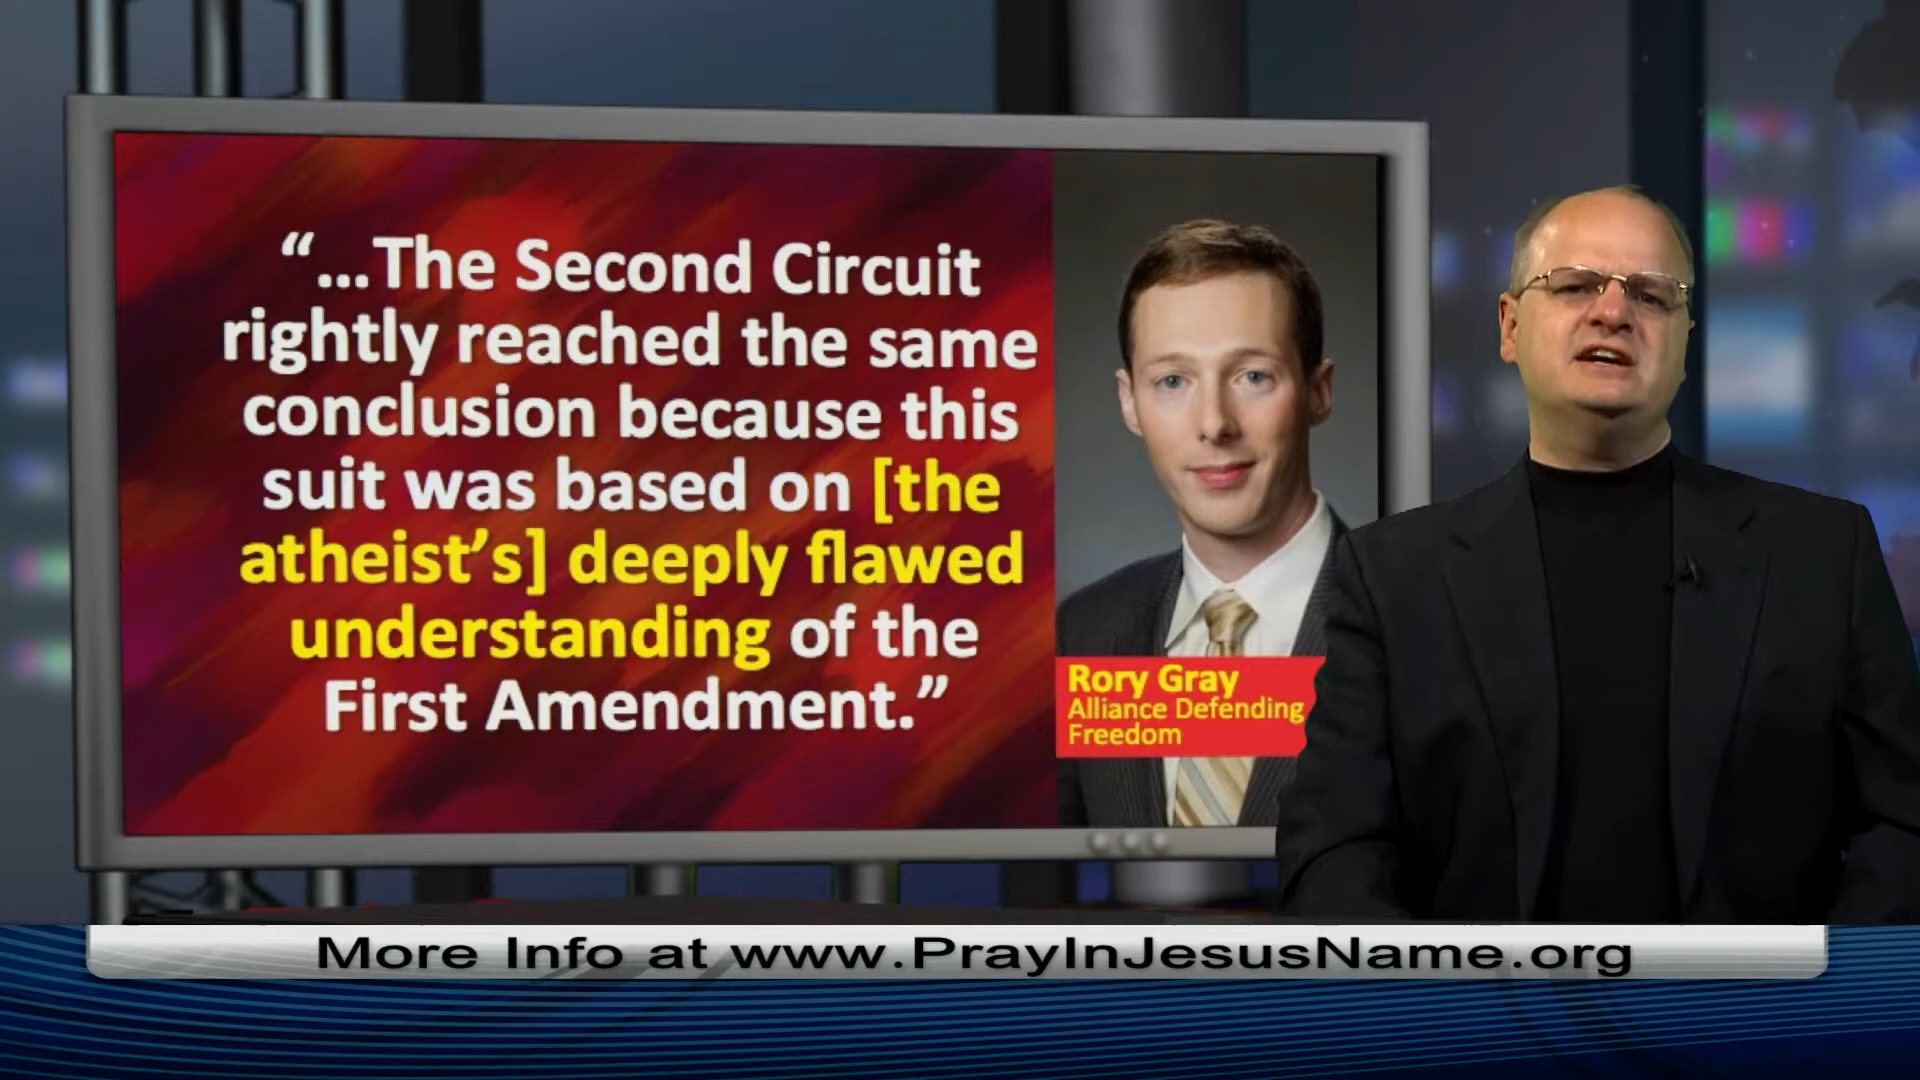 “...The Second Circuit
rightly reached the same
conclusion because this
suit was based on [the
atheist’s] deeply flawed
understanding of the
First Amendment.”
Rory Gray
Alliance Defending
Freedom
More Info at www.PrayInJesusName.org